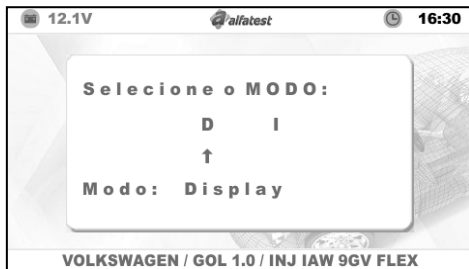 12.1V alfatest 16:30
Selecione o MODO:
D I
↑
Modo: Display
VOLKSWAGEN / GOL 1.0 / INJ IAW 9GV FLEX